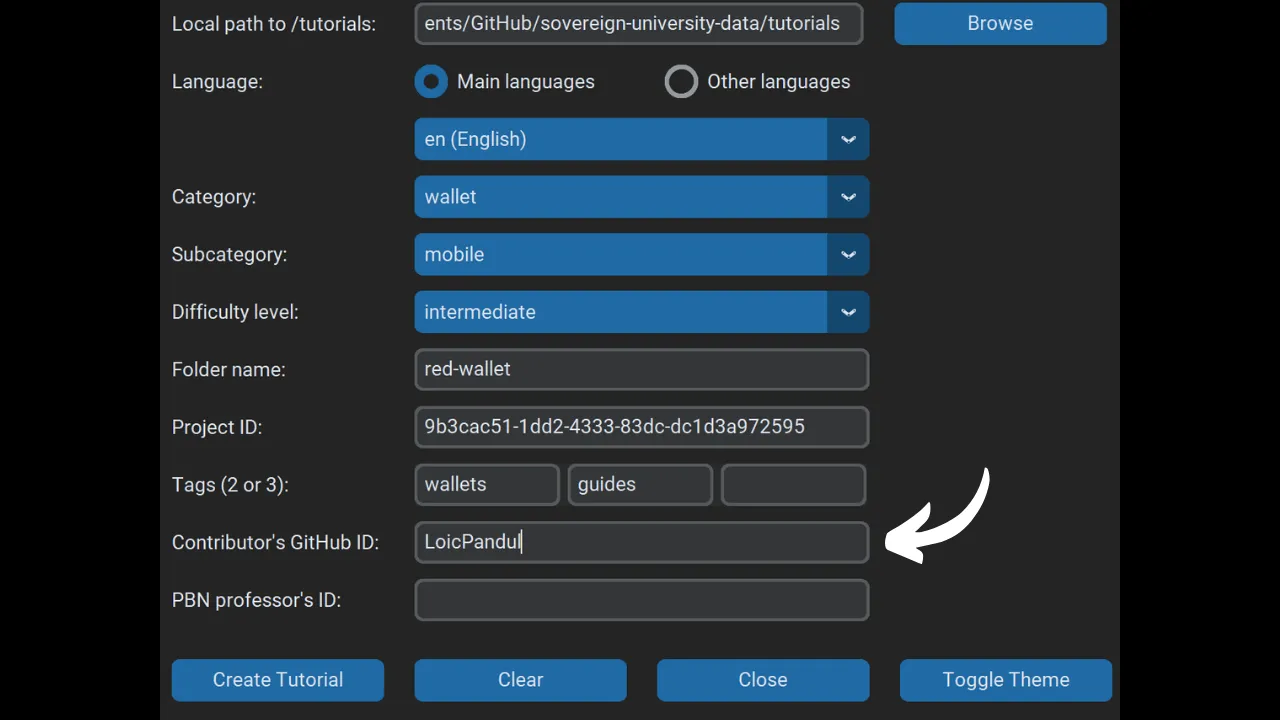 Local path to /tutorials: ents/GitHub/sovereign-university-data/tutorials Browse
Language: Main languages Other languages
en (English)
Category: wallet
Subcategory: mobile
Difficulty level: intermediate
Folder name: red-wallet
Project ID: 9b3cac51-1dd2-4333-83dc-dc1d3a972595
Tags (2 or 3): wallets guides
Contributor's GitHub ID: LoicPandul
PBN professor's ID:
Create Tutorial Clear Close Toggle Theme